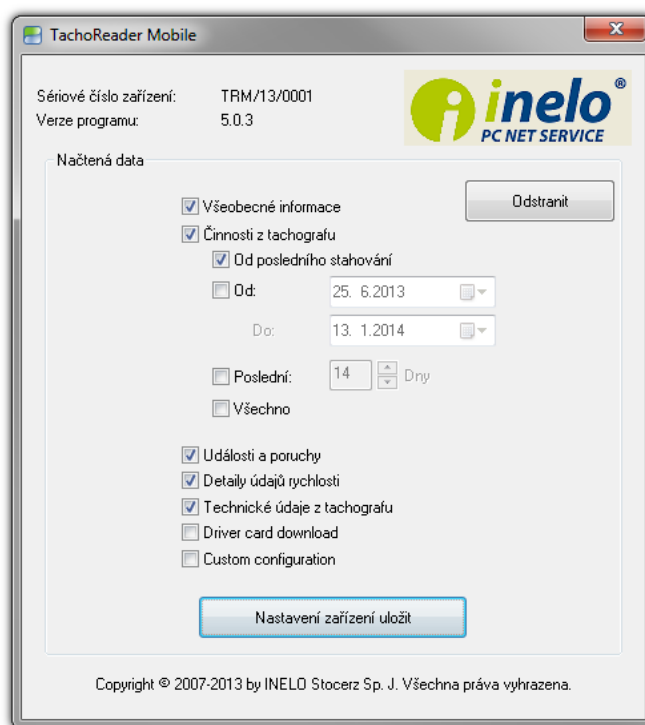 TachoReader Mobile
Sériové číslo zařízení: TRM/13/0001
Verze programu: 5.0.3
inelo®
PC NET SERVICE
Načtená data
Odstranit
Všeobecné informace
Činnosti z tachografu
Od posledního stahování
Od: 25. 6.2013
Do: 13. 1.2014
Poslední: 14 Dny
Všechno
Události a poruchy
Detaily údajů rychlosti
Technické údaje z tachografu
Driver card download
Custom configuration
Nastavení zařízení uložit
Copyright © 2007-2013 by INELO Stocerz Sp. J. Všechna práva vyhrazena.